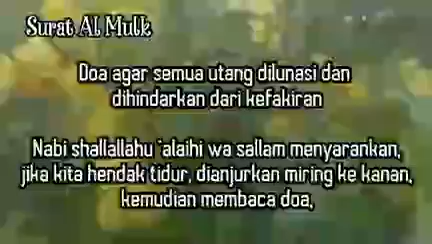 Surat Al Mulk
Doa agar semua utang dilunasi dan
dihindarkan dari kefakiran
Nabi shallallahu 'alaihi wa sallam menyarankan,
jika kita hendak tidur, dianjurkan miring ke kanan,
kemudian membaca doa,